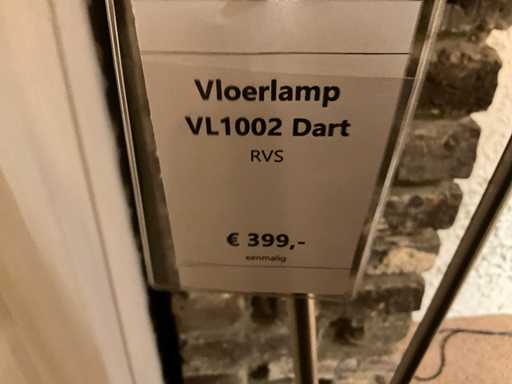 Vloerlamp
VL1002 Dart
RVS
€ 399,-
eenmalig